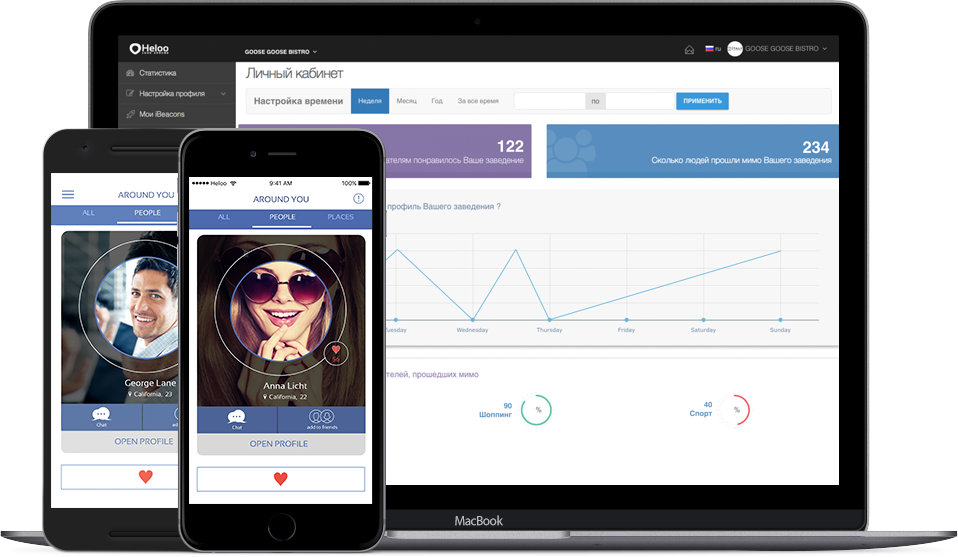 Heloo
GOOSE GOOSE BISTRO
ru
GOOSE GOOSE BISTRO
Статистика
Настройка профиля
Мои iBeacons
Личный кабинет
Настройка времени
Неделя
Месяц
Год
За все время
по
ПРИМЕНИТЬ
122
ателям понравилось Ваше заведение
234
Сколько людей прошли мимо Вашего заведения
профиль Вашего заведения ?
Tuesday
Wednesday
Thursday
Friday
Saturday
Sunday
телей, прошедших мимо
90
Шоппинг
%
40
Спорт
%
MacBook
AROUND YOU
ALL
PEOPLE
George Lane
California, 23
Chat
OPEN PROFILE
Heloo
9:41 AM
100%
AROUND YOU
ALL
PEOPLE
PLACES
Anna Licht
California, 22
Chat
add to friends
OPEN PROFILE